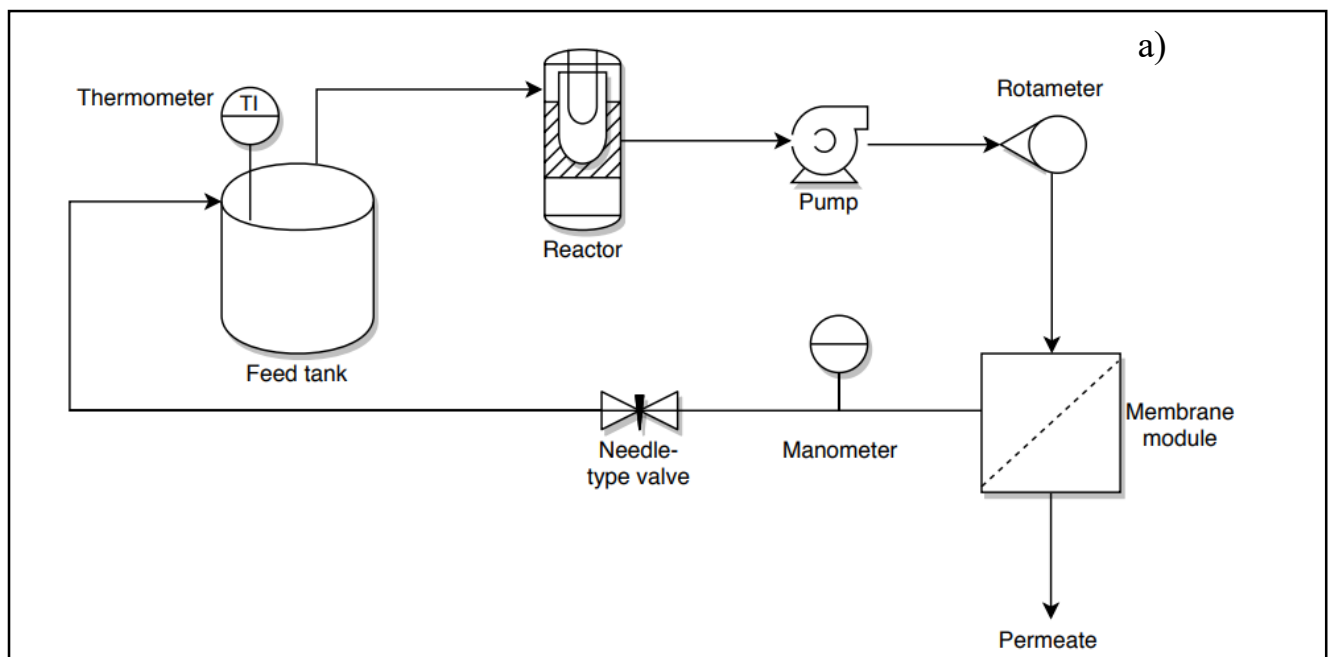 a)
Thermometer
TI
Rotameter
Pump
Reactor
Feed tank
Membrane
module
Needle-
type valve
Manometer
Permeate